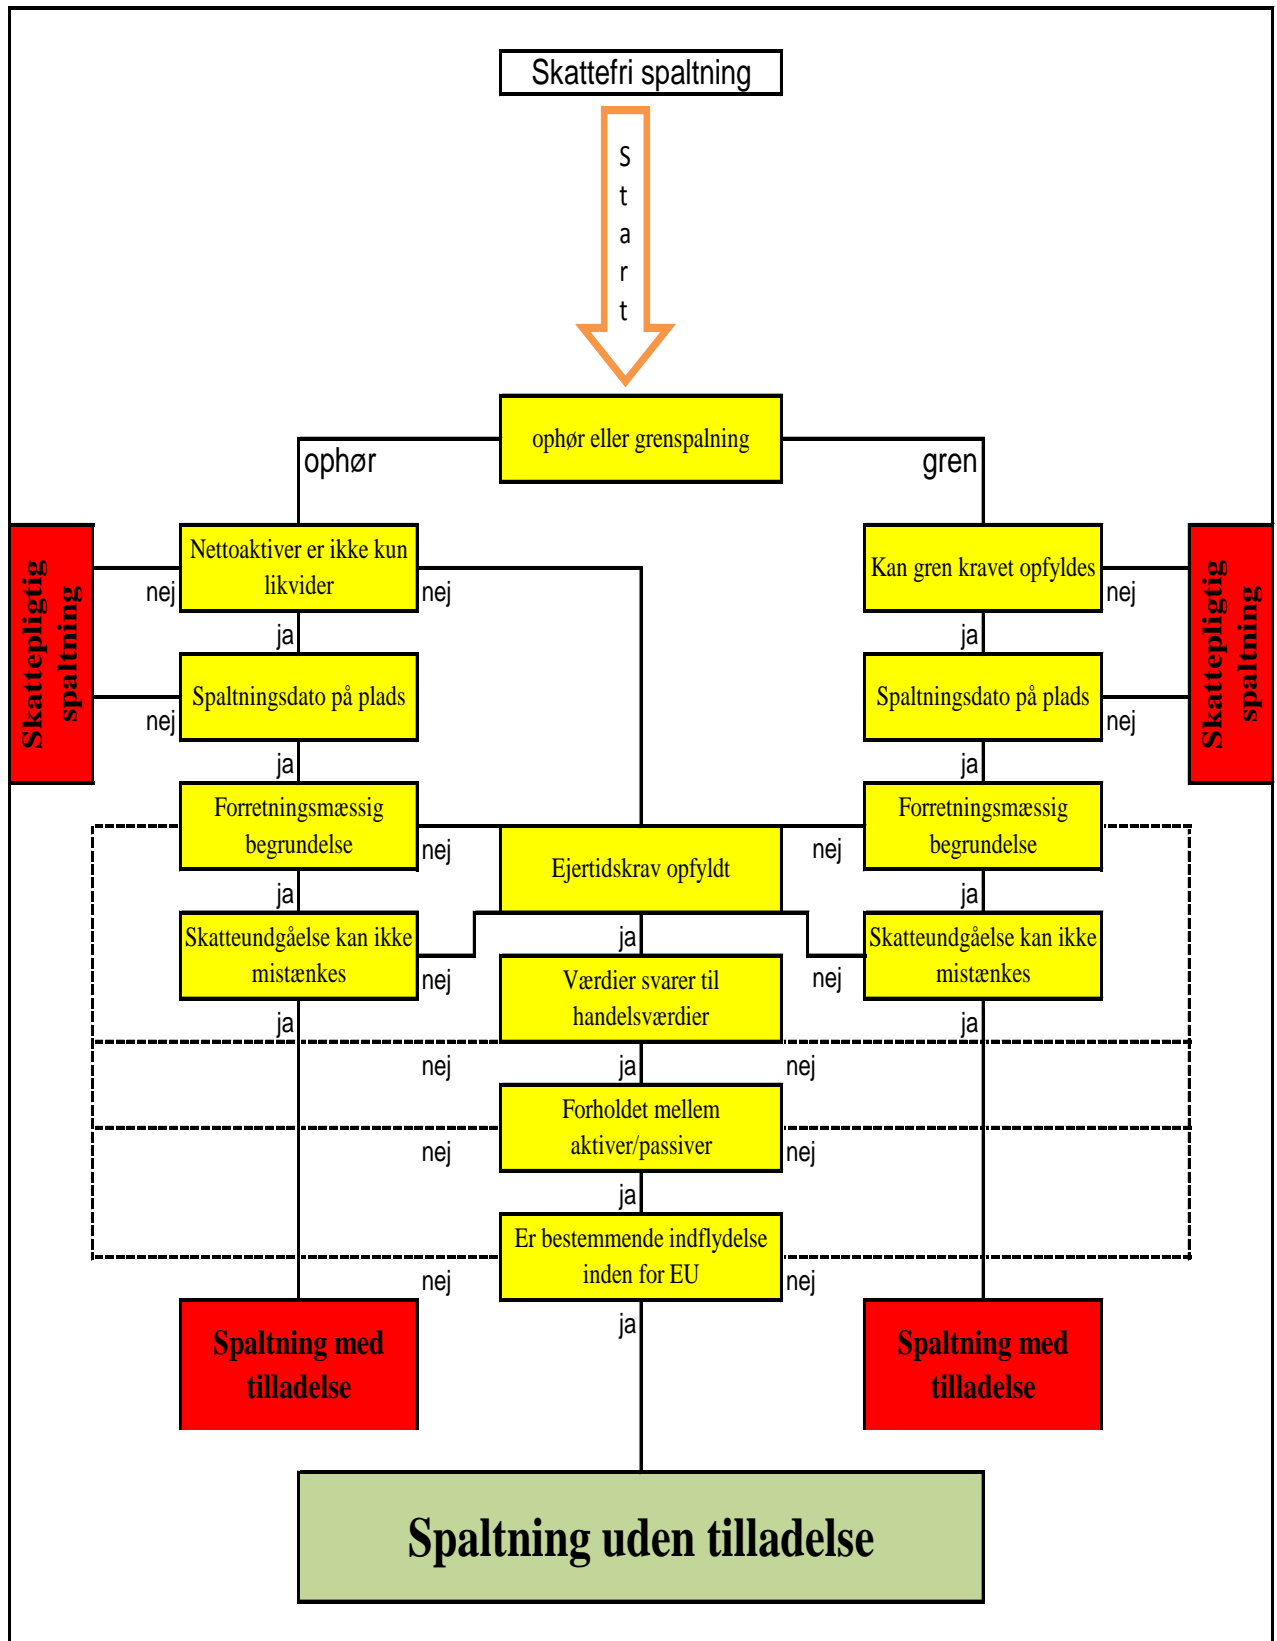 Skattefri spaltning
S
t
a
r
t
ophør eller grenspalning
ophør
gren
Skattepligtig
spaltning
Nettoaktiver er ikke kun
likvider
nej
nej
Kan gren kravet opfyldes
nej
Skattepligtig
spaltning
ja
ja
Spaltningsdato på plads
nej
Spaltningsdato på plads
nej
ja
ja
Forretningsmæssig
begrundelse
nej
Ejertidskrav opfyldt
nej
Forretningsmæssig
begrundelse
ja
ja
ja
Skatteundgåelse kan ikke
mistænkes
nej
Værdier svarer til
handelsværdier
nej
Skatteundgåelse kan ikke
mistænkes
ja
ja
nej
ja
nej
Forholdet mellem
aktiver/passiver
nej
nej
ja
Er bestemmende indflydelse
inden for EU
nej
nej
ja
Spaltning med
tilladelse
Spaltning med
tilladelse
Spaltning uden tilladelse